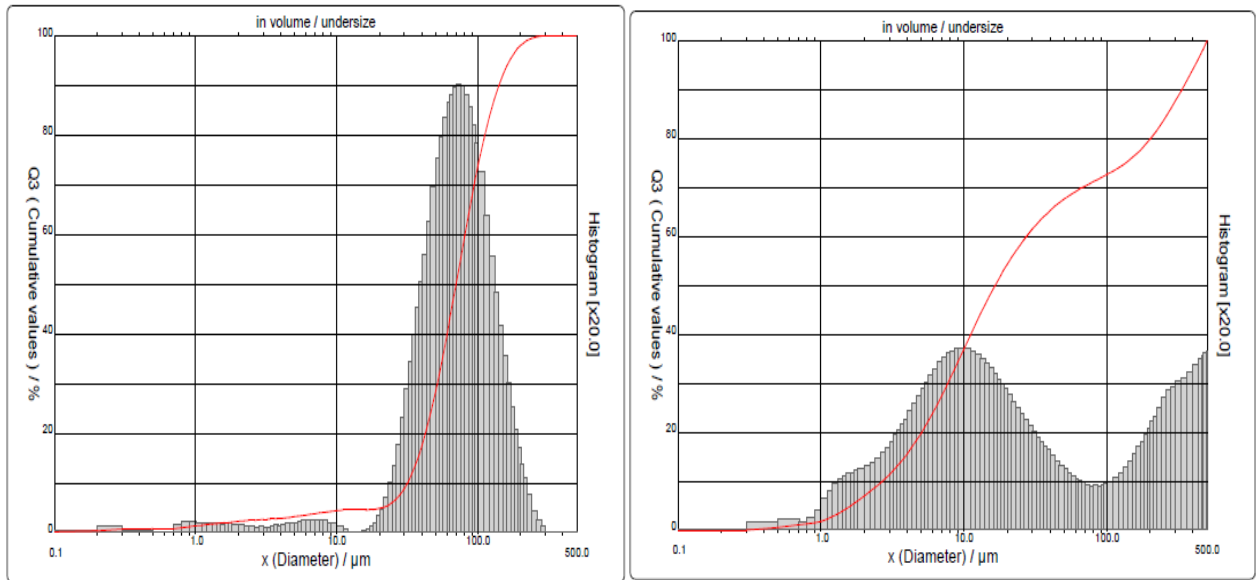 in volume / undersize
100
80
60
40
20
0
0.1
1.0
10.0
100.0
500.0
Q3 ( Cumulative values ) / %
x (Diameter) / µm
Histogram [x20.0]
in volume / undersize
100
80
60
40
20
0
0.1
1.0
10.0
100.0
500.0
Q3 ( Cumulative values ) / %
x (Diameter) / µm
Histogram [x20.0]